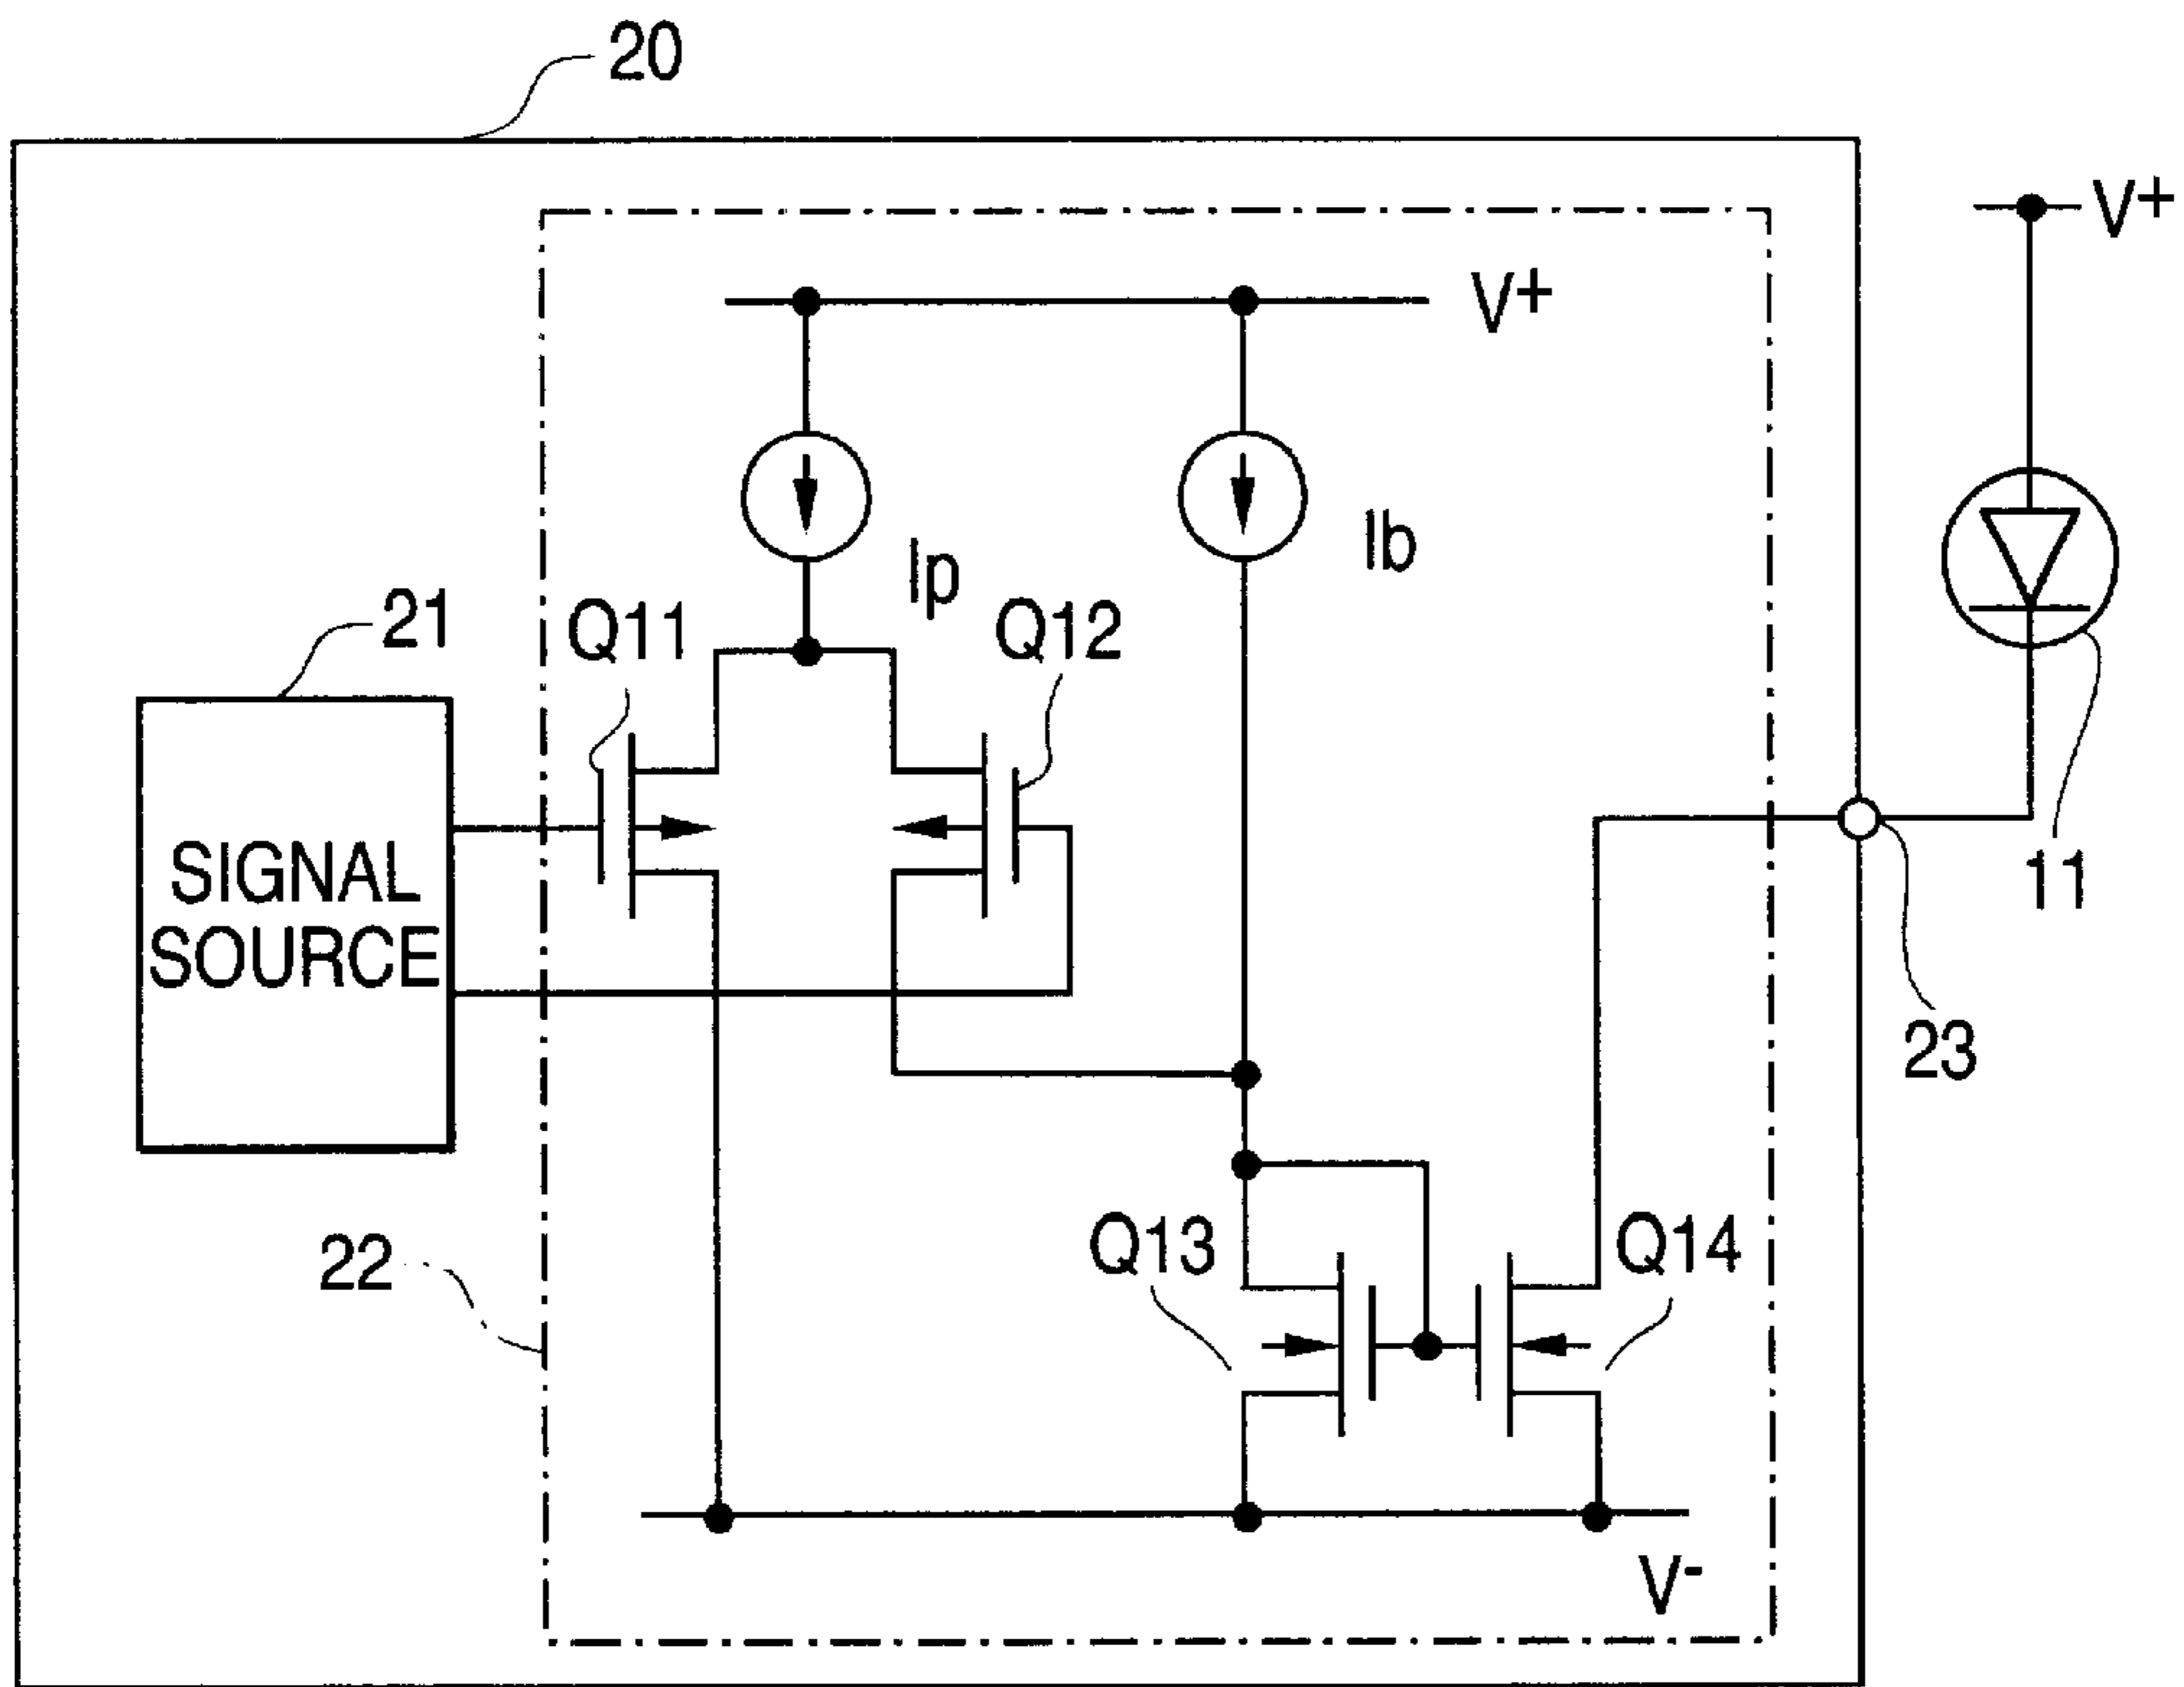 20
V+
V+
Ip
Ib
21
Q11
Q12
SIGNAL
SOURCE
11
23
22
Q13
Q14
V-